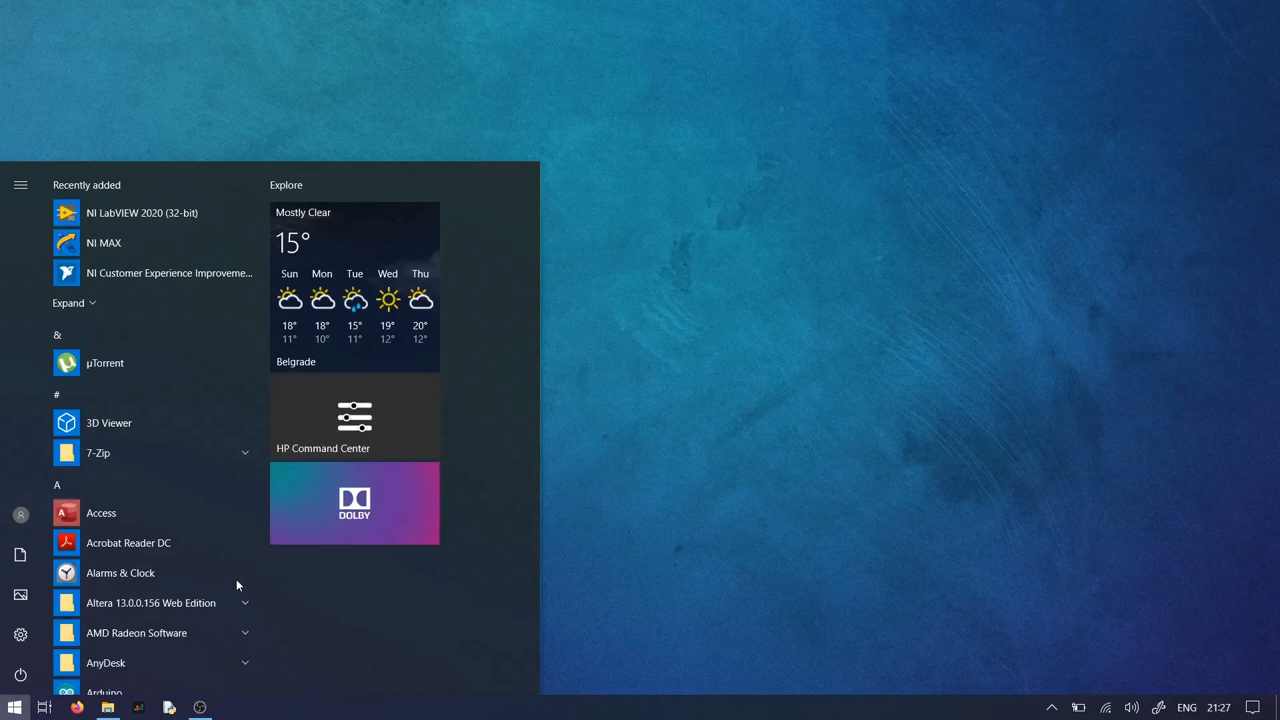 Recently added
NI LabVIEW 2020 (32-bit)
NI MAX
NI Customer Experience Improveme...
Expand
&
µTorrent
#
3D Viewer
7-Zip
A
Access
Acrobat Reader DC
Alarms & Clock
Altera 13.0.0.156 Web Edition
AMD Radeon Software
AnyDesk
Arduino
Explore
Mostly Clear
15°
Sun Mon Tue Wed Thu
18° 18° 15° 19° 20°
11° 10° 11° 12° 12°
Belgrade
HP Command Center
DOLBY
ENG 21:27